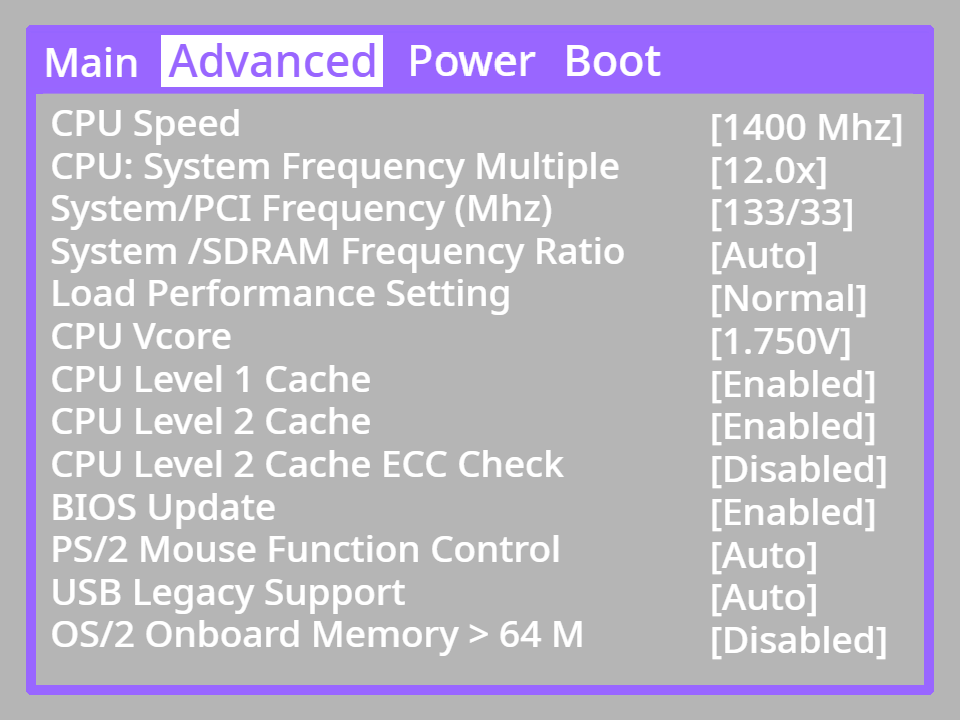 Main Advanced Power Boot
CPU Speed [1400 Mhz]
CPU: System Frequency Multiple [12.0x]
System/PCI Frequency (Mhz) [133/33]
System /SDRAM Frequency Ratio [Auto]
Load Performance Setting [Normal]
CPU Vcore [1.750V]
CPU Level 1 Cache [Enabled]
CPU Level 2 Cache [Enabled]
CPU Level 2 Cache ECC Check [Disabled]
BIOS Update [Enabled]
PS/2 Mouse Function Control [Auto]
USB Legacy Support [Auto]
OS/2 Onboard Memory > 64 M [Disabled]